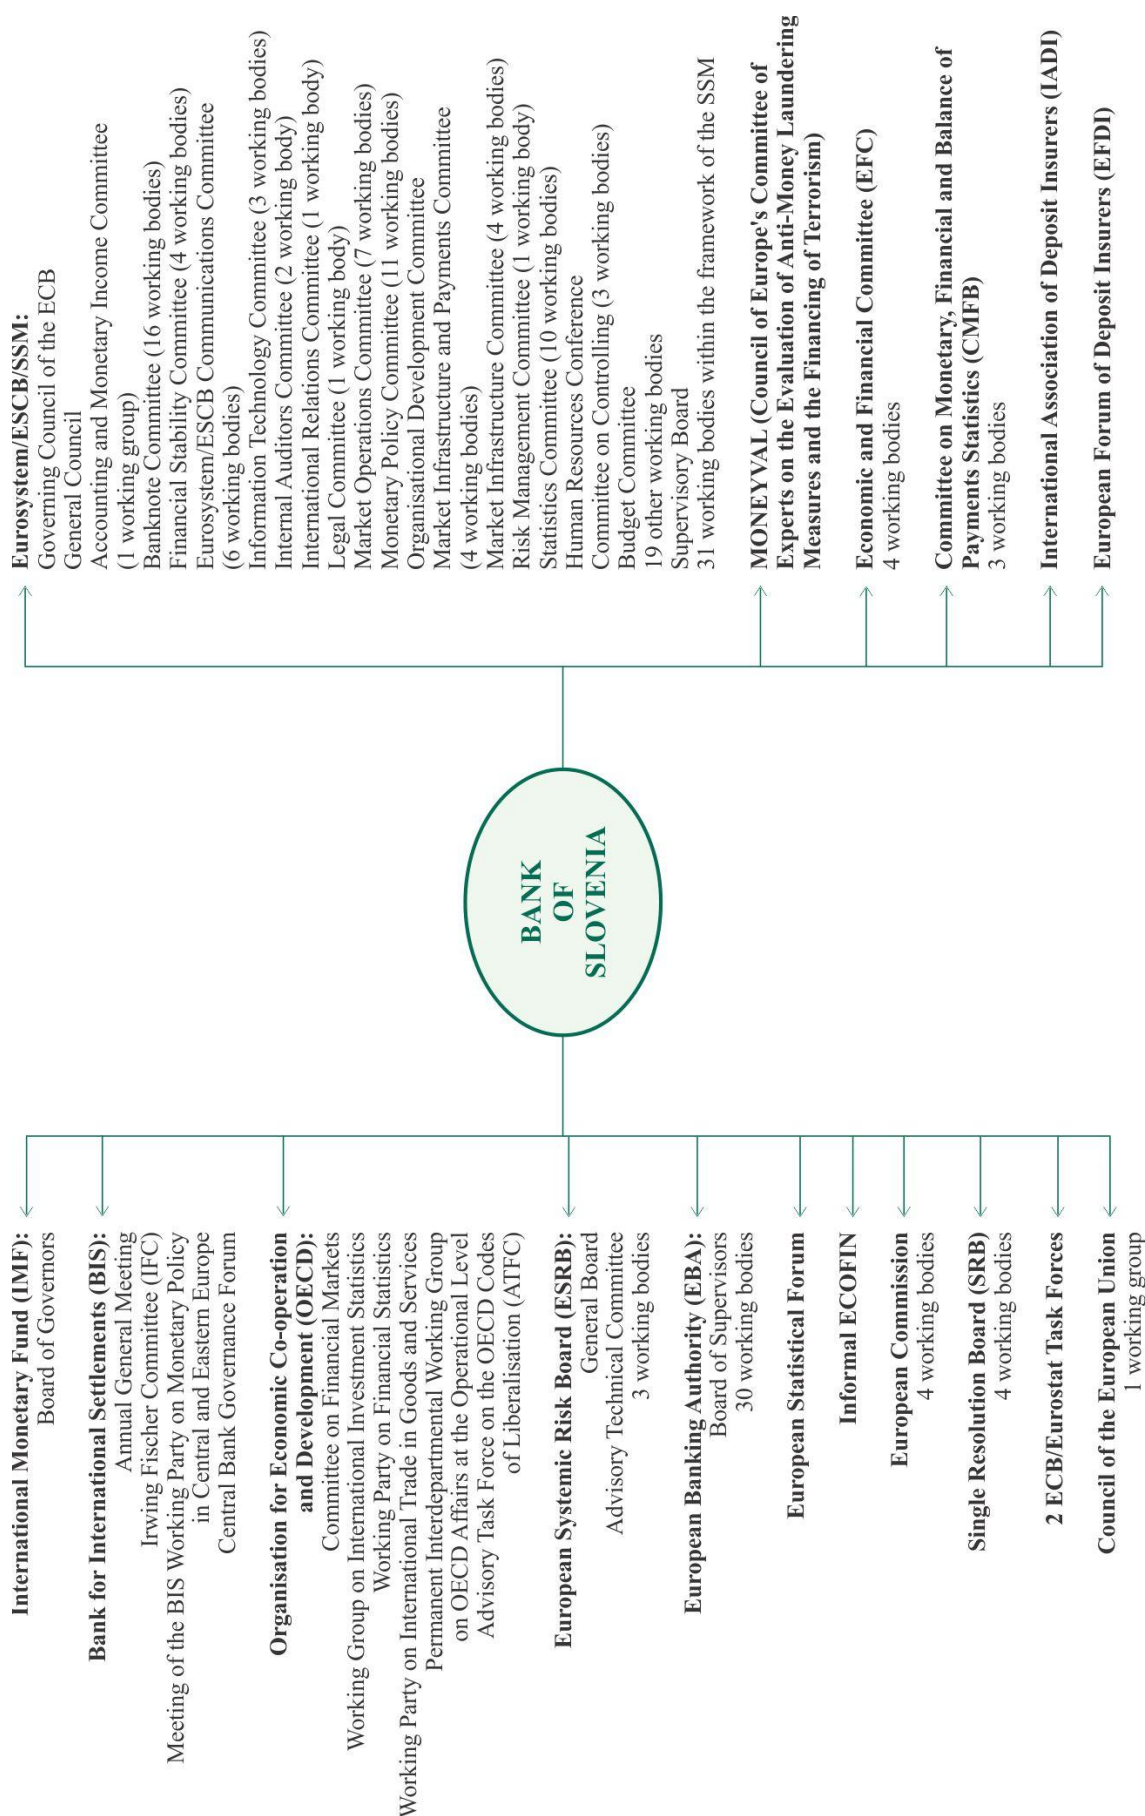 International Monetary Fund (IMF):
Board of Governors
Bank for International Settlements (BIS):
Annual General Meeting
Irwing Fischer Committee (IFC)
Meeting of the BIS Working Party on Monetary Policy
in Central and Eastern Europe
Central Bank Governance Forum
Organisation for Economic Co-operation
and Development (OECD):
Committee on Financial Markets
Working Group on International Investment Statistics
Working Party on Financial Statistics
Working Party on International Trade in Goods and Services
Permanent Interdepartmental Working Group
on OECD Affairs at the Operational Level
Advisory Task Force on the OECD Codes
of Liberalisation (ATFC)
European Systemic Risk Board (ESRB):
General Board
Advisory Technical Committee
3 working bodies
European Banking Authority (EBA):
Board of Supervisors
30 working bodies
European Statistical Forum
Informal ECOFIN
European Commission
4 working bodies
Single Resolution Board (SRB)
4 working bodies
2 ECB/Eurostat Task Forces
Council of the European Union
1 working group
BANK
OF
SLOVENIA
Eurosystem/ESCB/SSM:
Governing Council of the ECB
General Council
Accounting and Monetary Income Committee
(1 working group)
Banknote Committee (16 working bodies)
Financial Stability Committee (4 working bodies)
Eurosystem/ESCB Communications Committee
(6 working bodies)
Information Technology Committee (3 working bodies)
Internal Auditors Committee (2 working body)
International Relations Committee (1 working body)
Legal Committee (1 working body)
Market Operations Committee (7 working bodies)
Monetary Policy Committee (11 working bodies)
Organisational Development Committee
Market Infrastructure and Payments Committee
(4 working bodies)
Market Infrastructure Committee (4 working bodies)
Risk Management Committee (1 working body)
Statistics Committee (10 working bodies)
Human Resources Conference
Committee on Controlling (3 working bodies)
Budget Committee
19 other working bodies
Supervisory Board
31 working bodies within the framework of the SSM
MONEYVAL (Council of Europe's Committee of
Experts on the Evaluation of Anti-Money Laundering
Measures and the Financing of Terrorism)
Economic and Financial Committee (EFC)
4 working bodies
Committee on Monetary, Financial and Balance of
Payments Statistics (CMFB)
3 working bodies
International Association of Deposit Insurers (IADI)
European Forum of Deposit Insurers (EFDI)